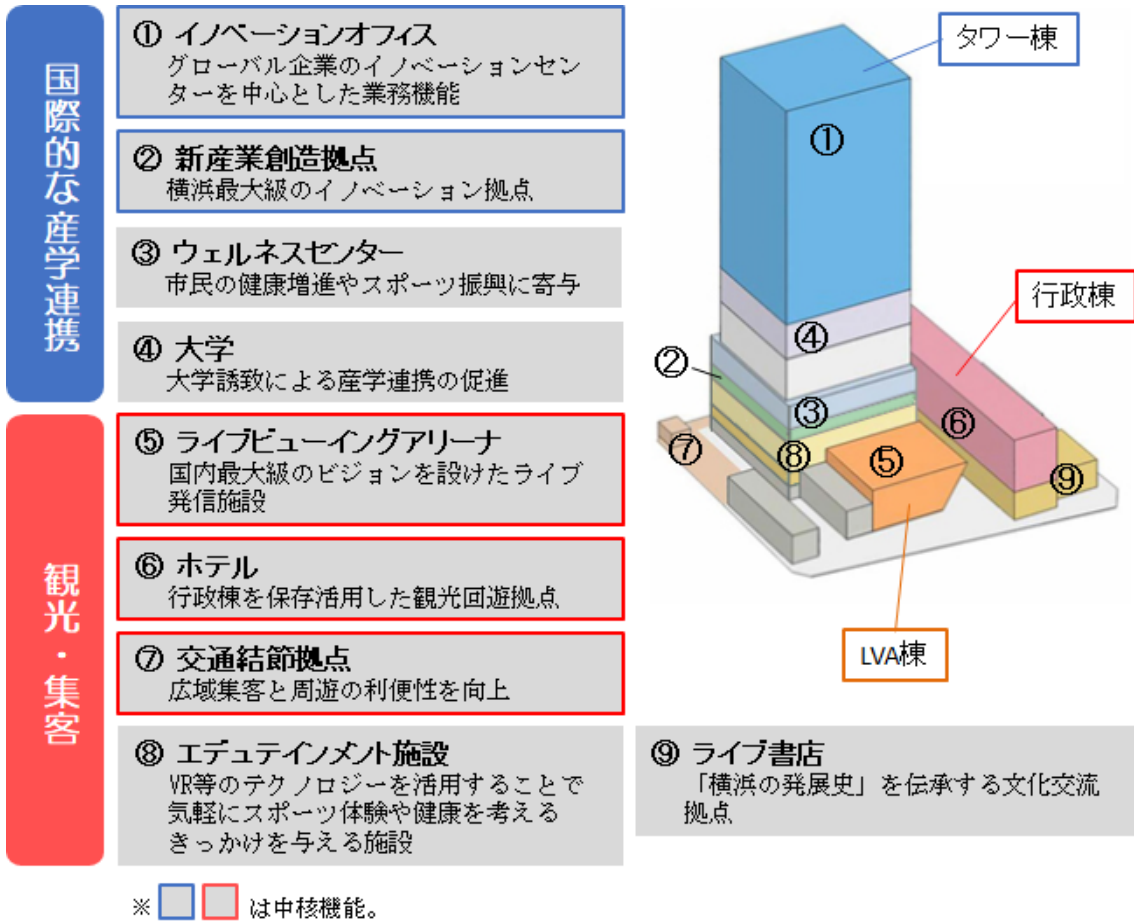 国際的な産学連携
① イノベーションオフィス
グローバル企業のイノベーションセン
ターを中心とした業務機能
② 新産業創造拠点
横浜最大級のイノベーション拠点
③ ウェルネスセンター
市民の健康増進やスポーツ振興に寄与
④ 大学
大学誘致による産学連携の促進
観光・集客
⑤ ライブビューイングアリーナ
国内最大級のビジョンを設けたライブ
発信施設
⑥ ホテル
行政棟を保存活用した観光回遊拠点
⑦ 交通結節拠点
広域集客と周遊の利便性を向上
⑧ エデュテインメント施設
VR等のテクノロジーを活用することで
気軽にスポーツ体験や健康を考える
きっかけを与える施設
⑨ ライブ書店
「横浜の発展史」を伝承する文化交流
拠点
※ は中核機能。
タワー棟
①
行政棟
④
②
③
⑥
⑦
⑧
⑤
⑨
LVA棟